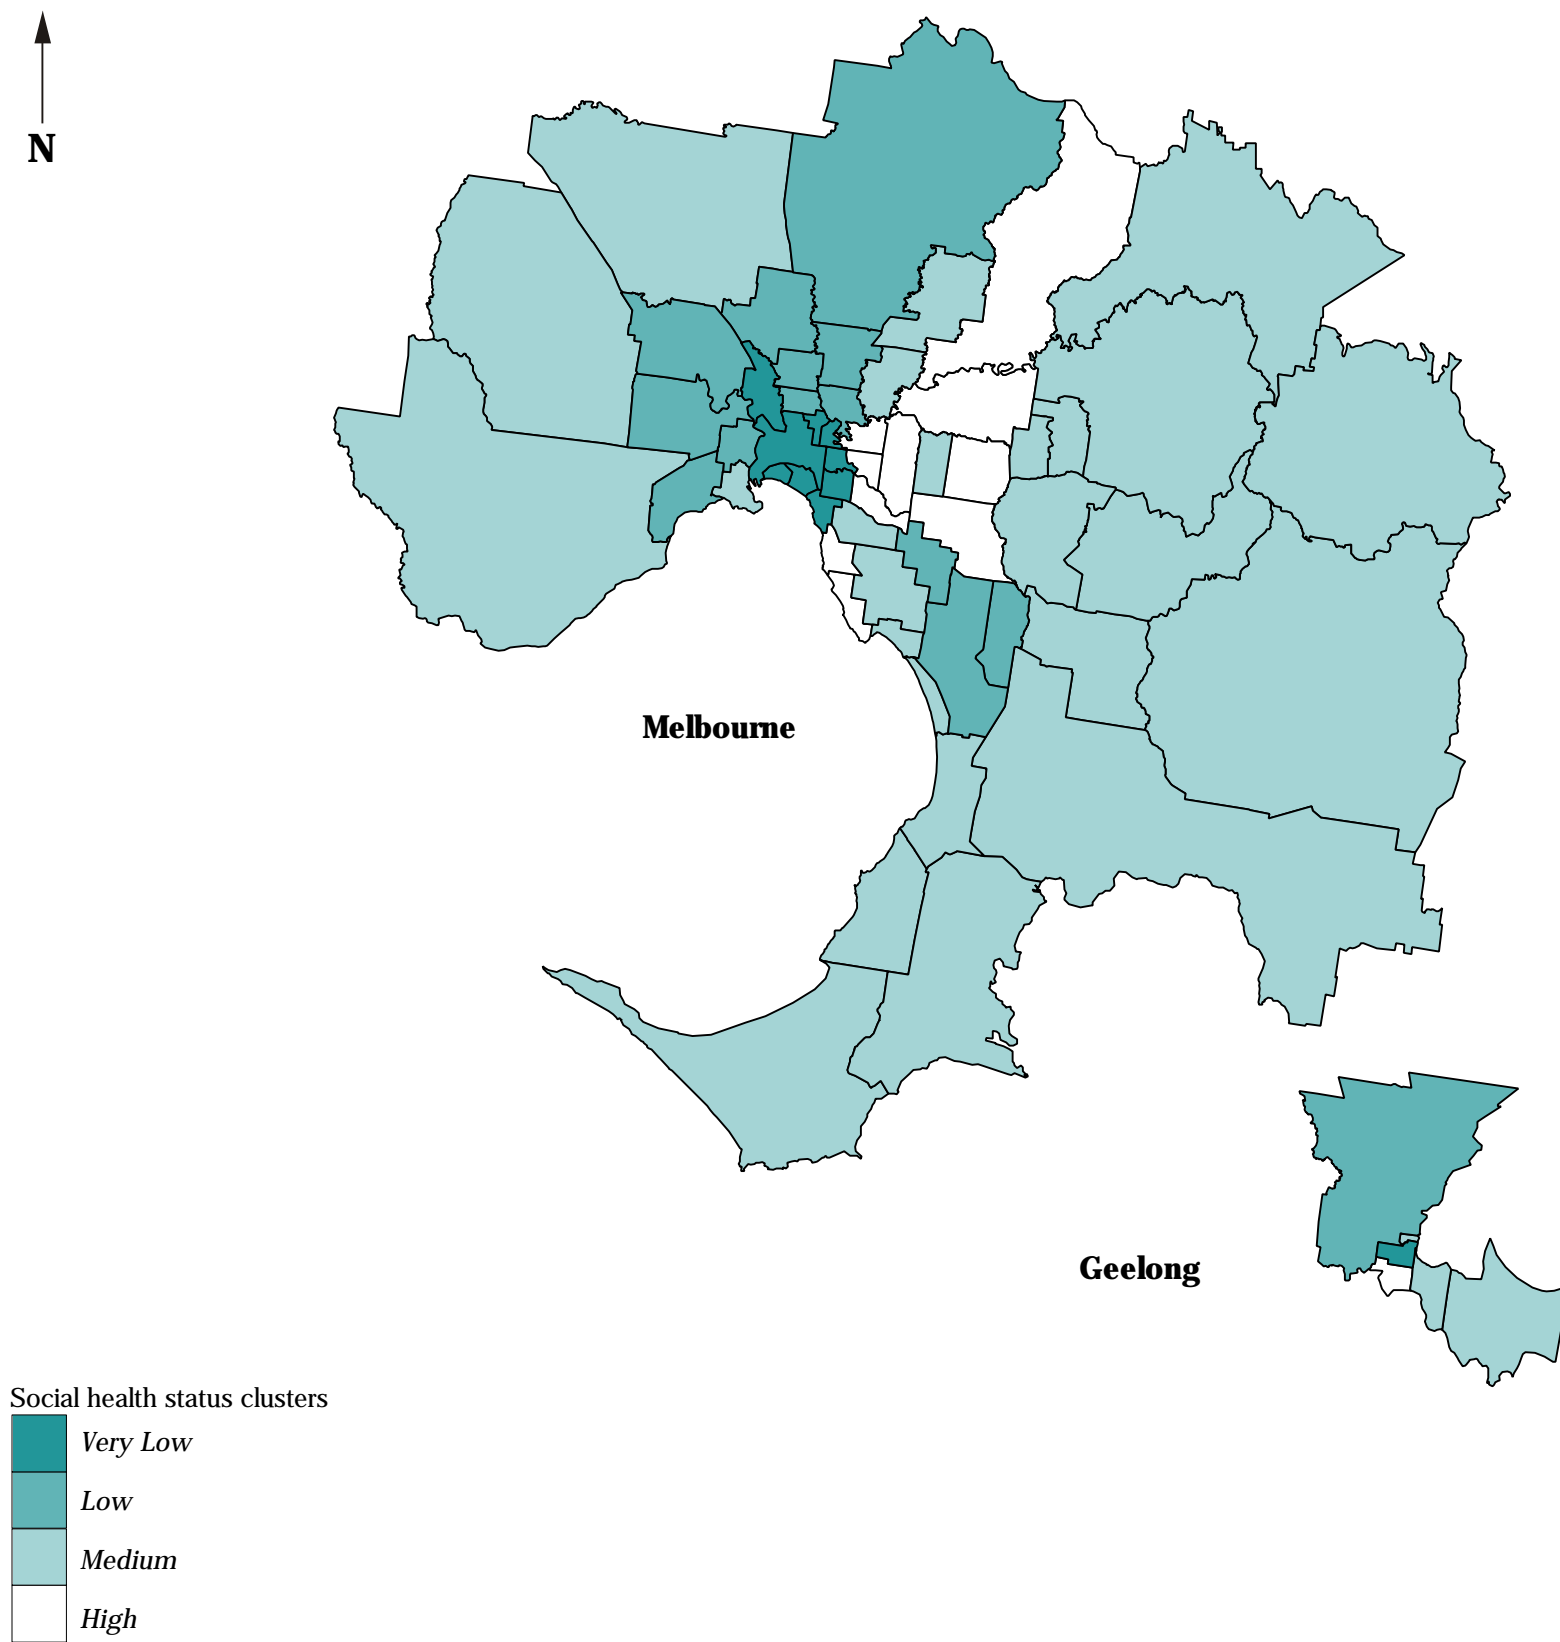 N
Melbourne
Geelong
Social health status clusters
Very Low
Low
Medium
High